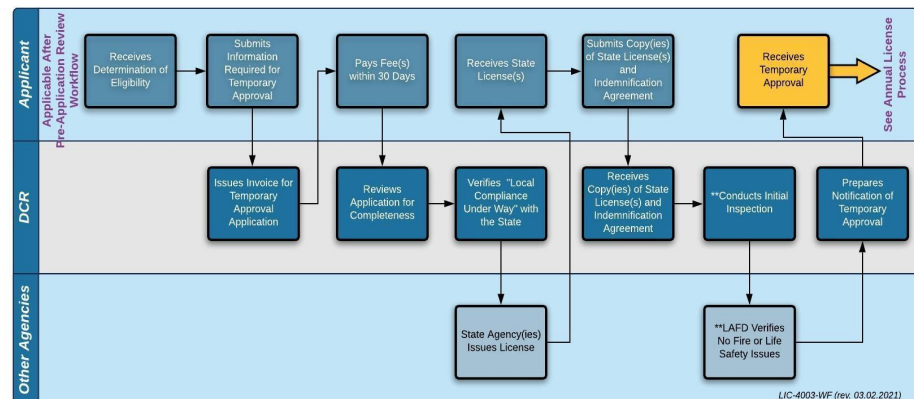 Applicant
Applicable After
Pre-Application Review
Workflow
Receives
Determination of
Eligibility
Submits
Information
Required for
Temporary
Approval
Pays Fee(s)
within 30 Days
Receives State
License(s)
Submits Copy(ies)
of State License(s)
and
Indemnification
Agreement
Receives
Temporary
Approval
See Annual License
Process
DCR
Issues Invoice for
Temporary
Approval
Application
Reviews
Application for
Completeness
Verifies "Local
Compliance
Under Way" with
the State
Receives
Copy(ies) of State
License(s) and
Indemnification
Agreement
**Conducts Initial
Inspection
Prepares
Notification of
Temporary
Approval
Other Agencies
State Agency(ies)
Issues License
**LAFD Verifies
No Fire or Life
Safety Issues
LIC-4003-WF (rev. 03.02.2021)